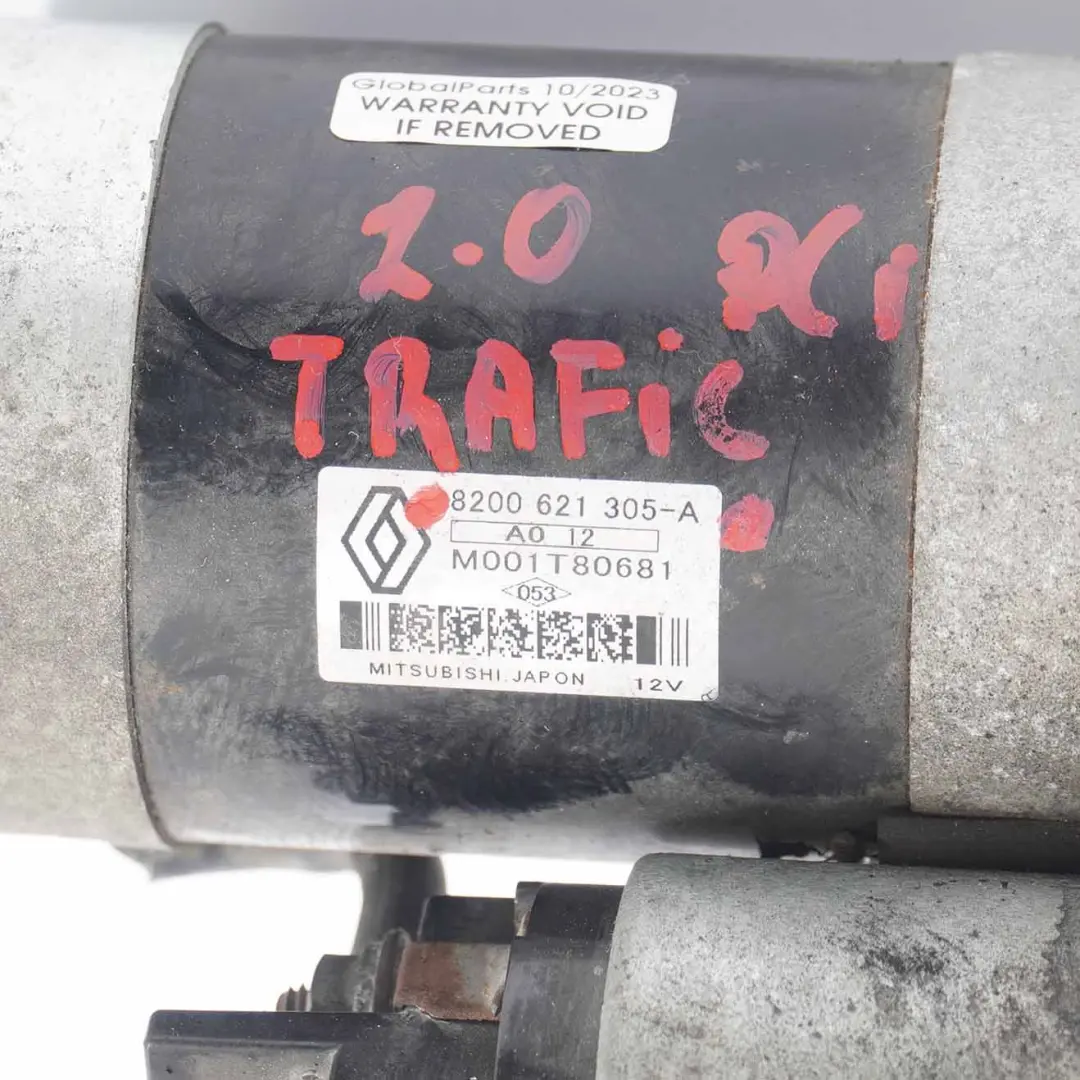 GlobalParts 10/2023
WARRANTY VOID
IF REMOVED
2.0 dCi
TRAFiC
8200 621 305-A
A0 12
M001T80681
053
MITSUBISHI.JAPON 12V